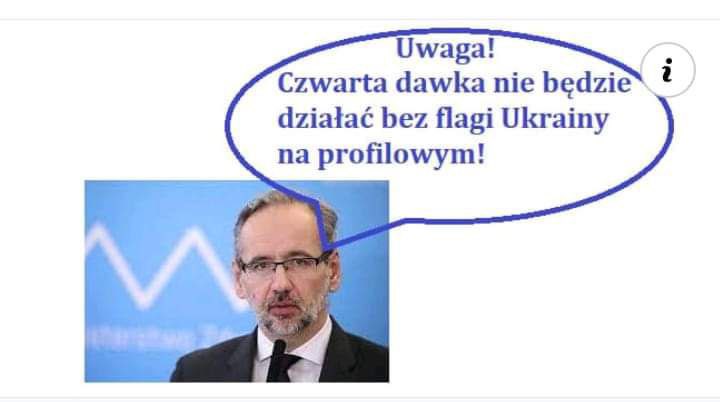 Uwaga!
Czwarta dawka nie będzie
działać bez flagi Ukrainy
na profilowym!
i